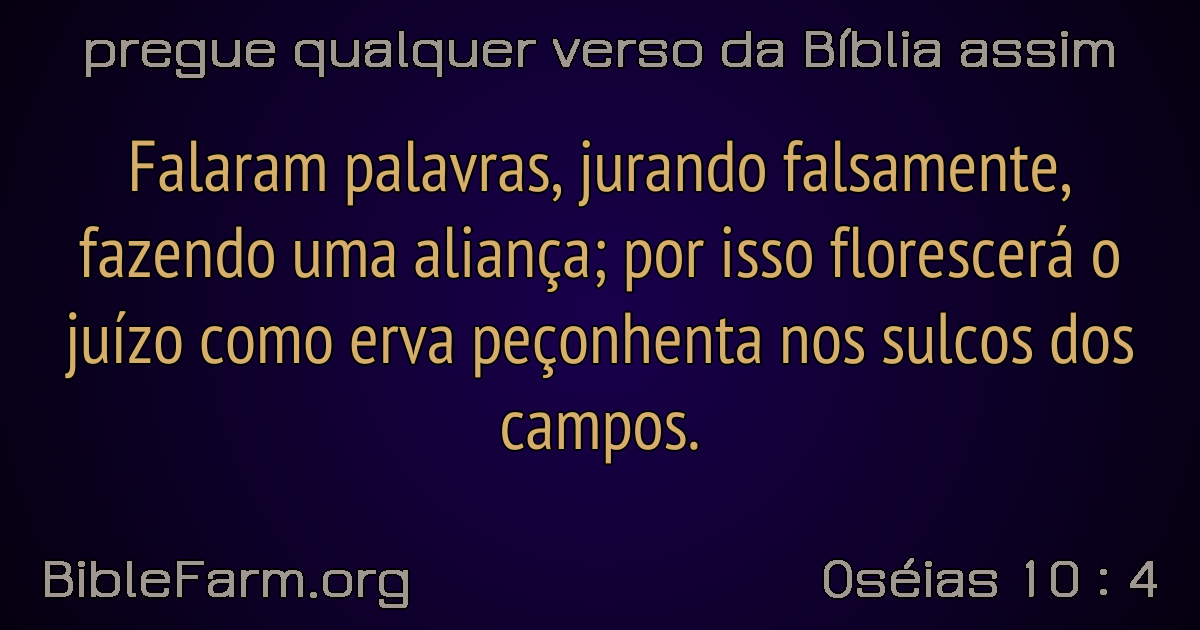 pregue qualquer verso da Bíblia assim
Falaram palavras, jurando falsamente,
fazendo uma aliança; por isso florescerá o
juízo como erva peçonhenta nos sulcos dos
campos.
BibleFarm.org
Oséias 10 : 4